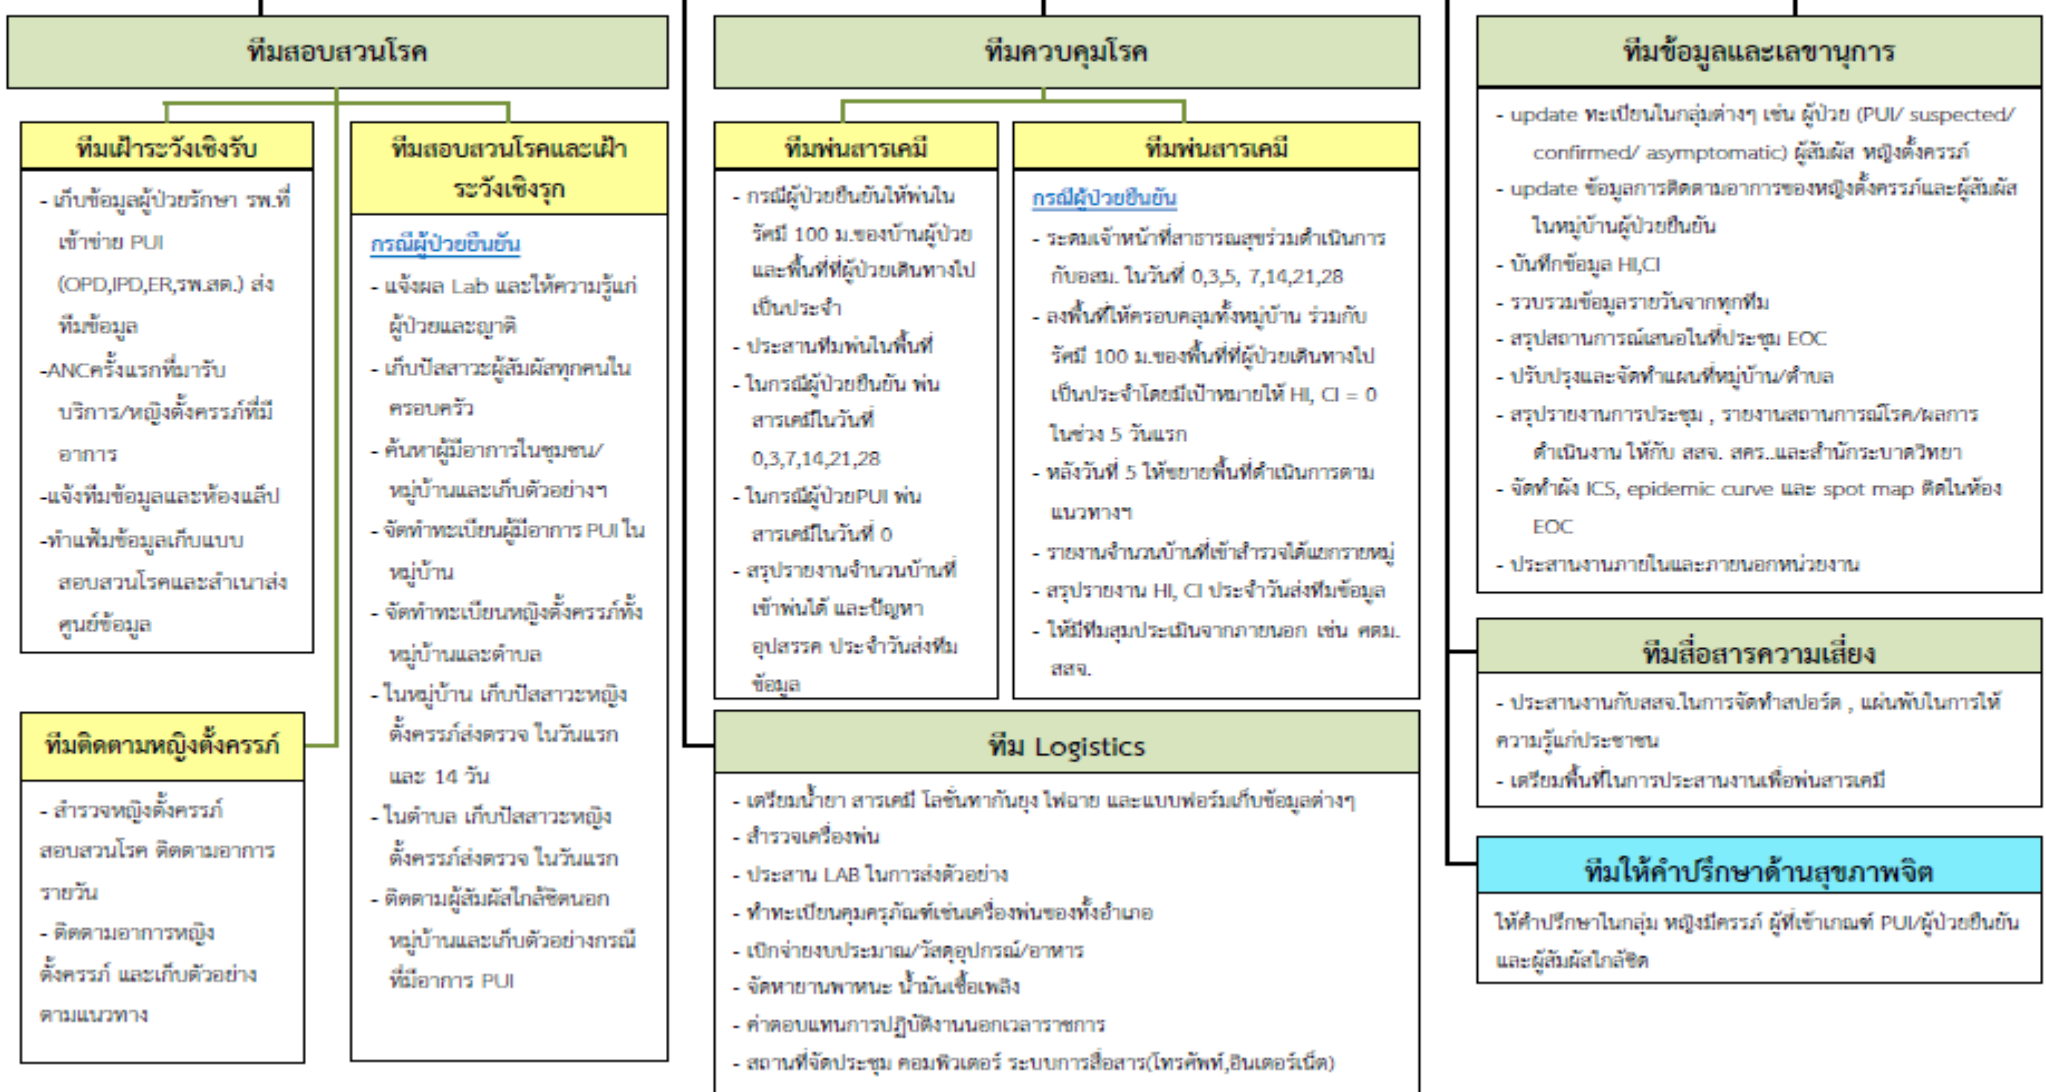 ทีมสอบสวนโรค
ทีมเฝ้าระวังเชิงรับ
- เก็บข้อมูลผู้ป่วยรักษา รพ.ที่
เข้าข่าย PUI
(OPD,IPD,ER,รพ.สต.) ส่ง
ทีมข้อมูล
-ANCครั้งแรกที่มารับ
บริการ/หญิงตั้งครรภ์ที่มี
อาการ
-แจ้งทีมข้อมูลและห้องแล็ป
-ทำแฟ้มข้อมูลเก็บแบบ
สอบสวนโรคและสำเนาส่ง
ศูนย์ข้อมูล
ทีมติดตามหญิงตั้งครรภ์
- สำรวจหญิงตั้งครรภ์
สอบสวนโรค ติดตามอาการ
รายวัน
- ติดตามอาการหญิง
ตั้งครรภ์ และเก็บตัวอย่าง
ตามแนวทาง
ทีมสอบสวนโรคและเฝ้า
ระวังเชิงรุก
กรณีผู้ป่วยยืนยัน
- แจ้งผล Lab และให้ความรู้แก่
ผู้ป่วยและญาติ
- เก็บปัสสาวะผู้สัมผัสทุกคนใน
ครอบครัว
- ค้นหาผู้มีอาการในชุมชน/
หมู่บ้านและเก็บตัวอย่างฯ
- จัดทำทะเบียนผู้มีอาการ PUI ใน
หมู่บ้าน
- จัดทำทะเบียนหญิงตั้งครรภ์ทั้ง
หมู่บ้านและตำบล
- ในหมู่บ้าน เก็บปัสสาวะหญิง
ตั้งครรภ์ส่งตรวจ ในวันแรก
และ 14 วัน
- ในตำบล เก็บปัสสาวะหญิง
ตั้งครรภ์ส่งตรวจ ในวันแรก
- ติดตามผู้สัมผัสใกล้ชิดนอก
หมู่บ้านและเก็บตัวอย่างกรณี
ที่มีอาการ PUI
ทีมควบคุมโรค
ทีมพ่นสารเคมี
- กรณีผู้ป่วยยืนยันให้พ่นใน
รัศมี 100 ม.ของบ้านผู้ป่วย
และพื้นที่ที่ผู้ป่วยเดินทางไป
เป็นประจำ
- ประสานทีมพ่นในพื้นที่
- ในกรณีผู้ป่วยยืนยัน พ่น
สารเคมีในวันที่
0,3,7,14,21,28
- ในกรณีผู้ป่วยPUI พ่น
สารเคมีในวันที่ 0
- สรุปรายงานจำนวนบ้านที่
เข้าพ่นได้ และปัญหา
อุปสรรค ประจำวันส่งทีม
ข้อมูล
ทีมพ่นสารเคมี
กรณีผู้ป่วยยืนยัน
- ระดมเจ้าหน้าที่สาธารณสุขร่วมดำเนินการ
กับอสม. ในวันที่ 0,3,5, 7,14,21,28
- ลงพื้นที่ให้ครอบคลุมทั้งหมู่บ้าน ร่วมกับ
รัศมี 100 ม.ของพื้นที่ที่ผู้ป่วยเดินทางไป
เป็นประจำโดยมีเป้าหมายให้ HI, CI = 0
ในช่วง 5 วันแรก
- หลังวันที่ 5 ให้ขยายพื้นที่ดำเนินการตาม
แนวทางฯ
- รายงานจำนวนบ้านที่เข้าสำรวจได้แยกรายหมู่
- สรุปรายงาน HI, CI ประจำวันส่งทีมข้อมูล
- ให้มีทีมสุมประเมินจากภายนอก เช่น ศตม.
สสจ.
ทีม Logistics
- เตรียมน้ำยา สารเคมี โลชั่นทากันยุง ไฟฉาย และแบบฟอร์มเก็บข้อมูลต่างๆ
- สำรวจเครื่องพ่น
- ประสาน LAB ในการส่งตัวอย่าง
- ทำทะเบียนคุมครุภัณฑ์เช่นเครื่องพ่นของทั้งอำเภอ
- เบิกจ่ายงบประมาณ/วัสดุอุปกรณ์/อาหาร
- จัดหายานพาหนะ น้ำมันเชื้อเพลิง
- ค่าตอบแทนการปฏิบัติงานนอกเวลาราชการ
- สถานที่จัดประชุม คอมพิวเตอร์ ระบบการสื่อสาร(โทรศัพท์,อินเตอร์เน็ต)
ทีมข้อมูลและเลขานุการ
- update ทะเบียนในกลุ่มต่างๆ เช่น ผู้ป่วย (PUI/ suspected/
confirmed/ asymptomatic) ผู้สัมผัส หญิงตั้งครรภ์
- update ข้อมูลการติดตามอาการของหญิงตั้งครรภ์และผู้สัมผัส
ในหมู่บ้านผู้ป่วยยืนยัน
- บันทึกข้อมูล HI,CI
- รวบรวมข้อมูลรายวันจากทุกทีม
- สรุปสถานการณ์เสนอในที่ประชุม EOC
- ปรับปรุงและจัดทำแผนที่หมู่บ้าน/ตำบล
- สรุปรายงานการประชุม , รายงานสถานการณ์โรค/ผลการ
ดำเนินงาน ให้กับ สสจ. สคร..และสำนักระบาดวิทยา
- จัดทำผัง ICS, epidemic curve และ spot map ติดในห้อง
EOC
- ประสานงานภายในและภายนอกหน่วยงาน
ทีมสื่อสารความเสี่ยง
- ประสานงานกับสสจ.ในการจัดทำสปอร์ต , แผ่นพับในการให้
ความรู้แก่ประชาชน
- เตรียมพื้นที่ในการประสานงานเพื่อพ่นสารเคมี
ทีมให้คำปรึกษาด้านสุขภาพจิต
ให้คำปรึกษาในกลุ่ม หญิงมีครรภ์ ผู้ที่เข้าเกณฑ์ PUI/ผู้ป่วยยืนยัน
และผู้สัมผัสใกล้ชิด